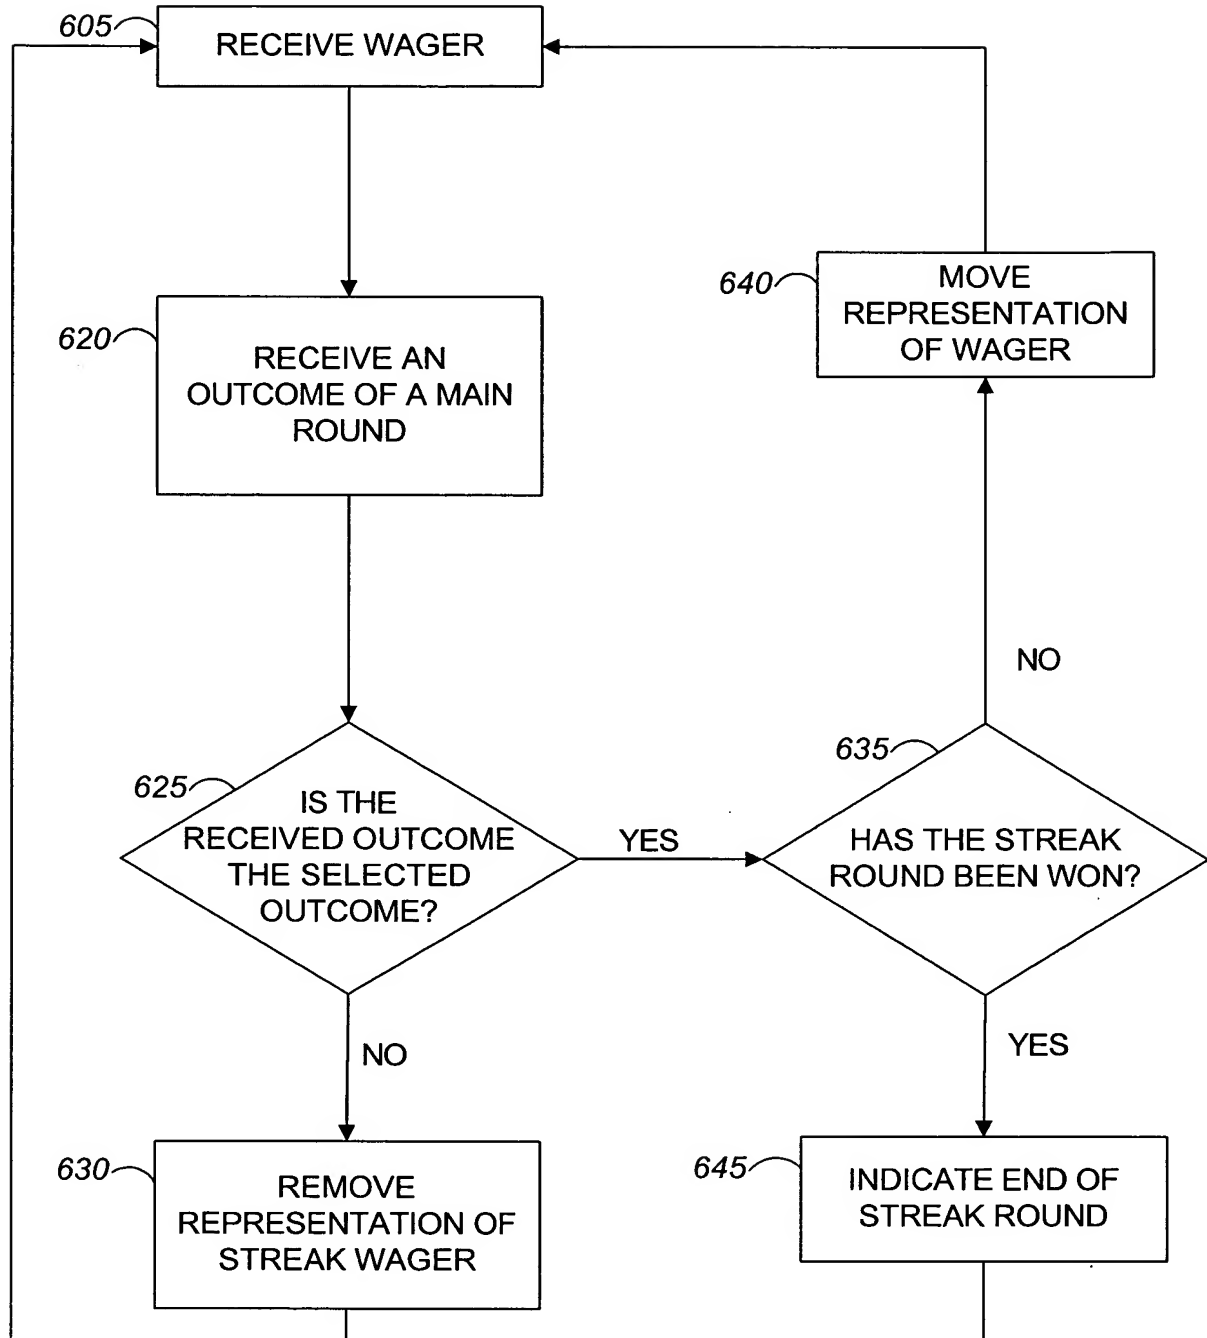 605
RECEIVE WAGER
640
MOVE
REPRESENTATION
OF WAGER
620
RECEIVE AN
OUTCOME OF A MAIN
ROUND
NO
625
IS THE
RECEIVED OUTCOME
THE SELECTED
OUTCOME?
YES
635
HAS THE STREAK
ROUND BEEN WON?
NO
YES
630
REMOVE
REPRESENTATION OF
STREAK WAGER
645
INDICATE END OF
STREAK ROUND